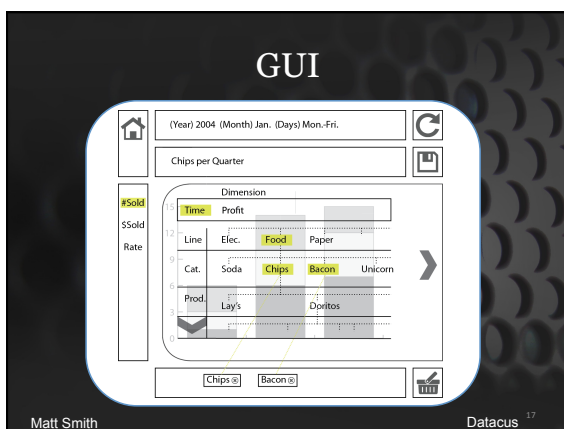 GUI
(Year) 2004 (Month) Jan. (Days) Mon.-Fri.
Chips per Quarter
#Sold
$Sold
Rate
Dimension
15
Time Profit
12
Line Elec. Food Paper
9
Cat. Soda Chips Bacon Unicorn
6
Prod. Lay's Doritos
3
0
Chips ⊗ Bacon ⊗
Matt Smith
Datacus 17